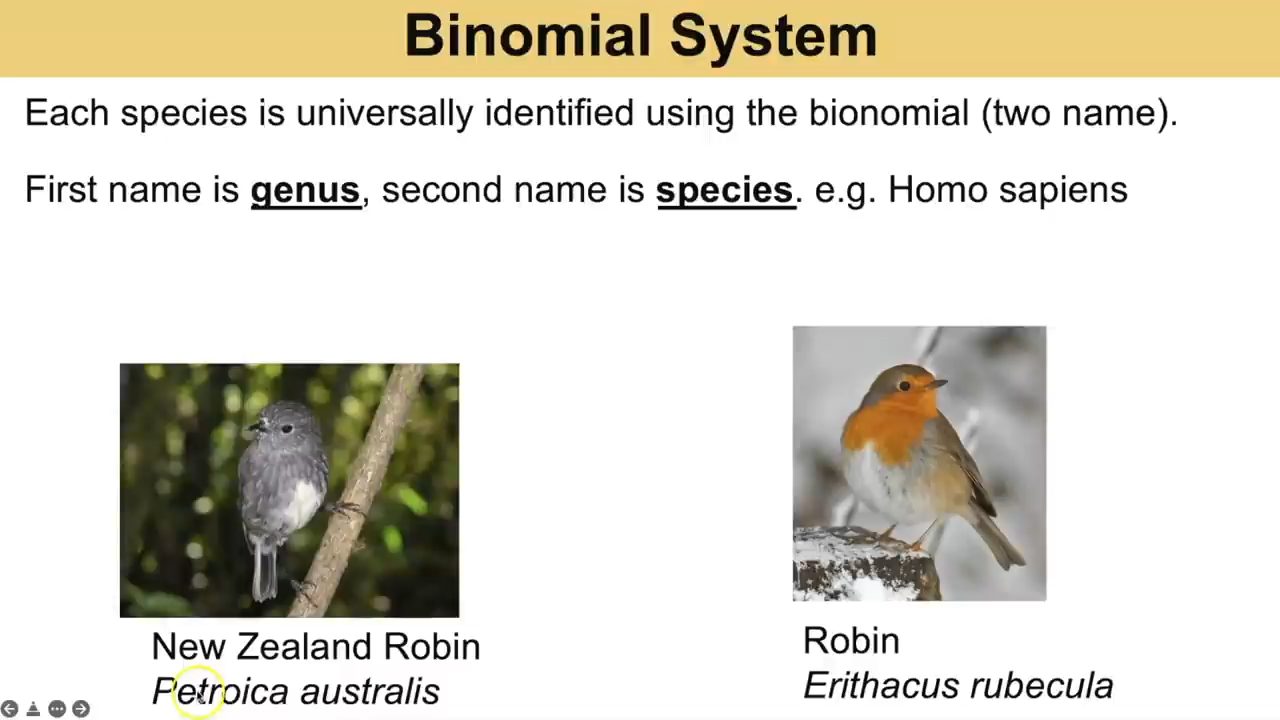 Binomial System
Each species is universally identified using the bionomial (two name).
First name is genus, second name is species. e.g. Homo sapiens
New Zealand Robin
Petroica australis
Robin
Erithacus rubecula